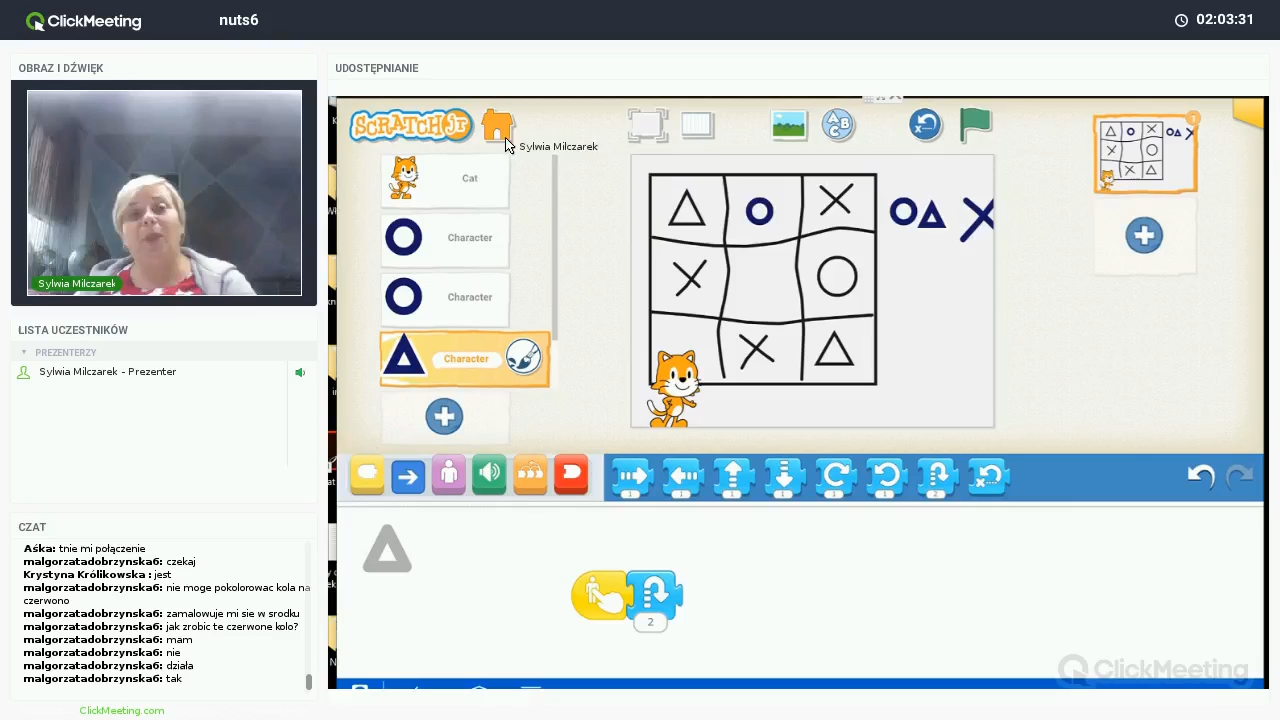 ClickMeeting
nuts6
02:03:31
OBRAZ I DŹWIĘK
Sylwia Milczarek
LISTA UCZESTNIKÓW
PREZENTERZY
Sylwia Milczarek - Prezenter
CZAT
Aśka: tnie mi połączenie
malgorzatadobrzynska6: czekaj
Krystyna Królikowska : jest
malgorzatadobrzynska6: nie moge pokolorowac kola na
czerwono
malgorzatadobrzynska6: zamalowuje mi sie w srodku
malgorzatadobrzynska6: jak zrobic te czerwone kolo?
malgorzatadobrzynska6: mam
malgorzatadobrzynska6: nie
malgorzatadobrzynska6: działa
malgorzatadobrzynska6: tak
ClickMeeting.com
UDOSTĘPNIANIE
SCRATCHJr
Sylwia Milczarek
ABC
1
Cat
Character
Character
Character
1
1
1
1
1
1
2
2
ClickMeeting